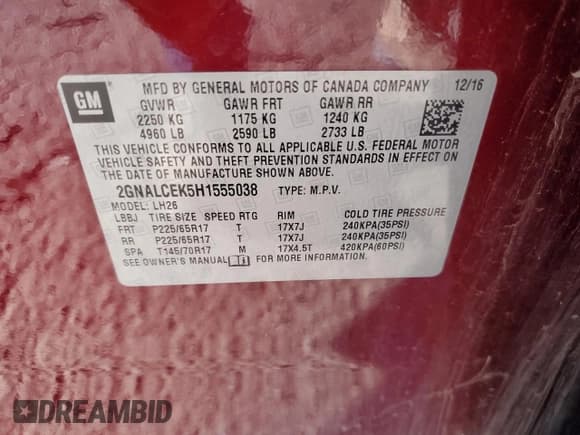 GM
MFD BY GENERAL MOTORS OF CANADA COMPANY 12/16
GVWR GAWR FRT GAWR RR
2250 KG 1175 KG 1240 KG
4960 LB 2590 LB 2733 LB
THIS VEHICLE CONFORMS TO ALL APPLICABLE U.S. FEDERAL MOTOR
VEHICLE SAFETY AND THEFT PREVENTION STANDARDS IN EFFECT ON
THE DATE OF MANUFACTURE SHOWN ABOVE.
2GNALCEK5H1555038 TYPE: M.P.V.
MODEL: LH26
LBBJ TIRE SIZE SPEED RTG RIM COLD TIRE PRESSURE
FRT P225/65R17 T 17X7J 240KPA(35PSI)
RR P225/65R17 T 17X7J 240KPA(35PSI)
SPA T145/70R17 M 17X4.5T 420KPA(60PSI)
SEE OWNER'S MANUAL FOR MORE INFORMATION.
DREAMBID